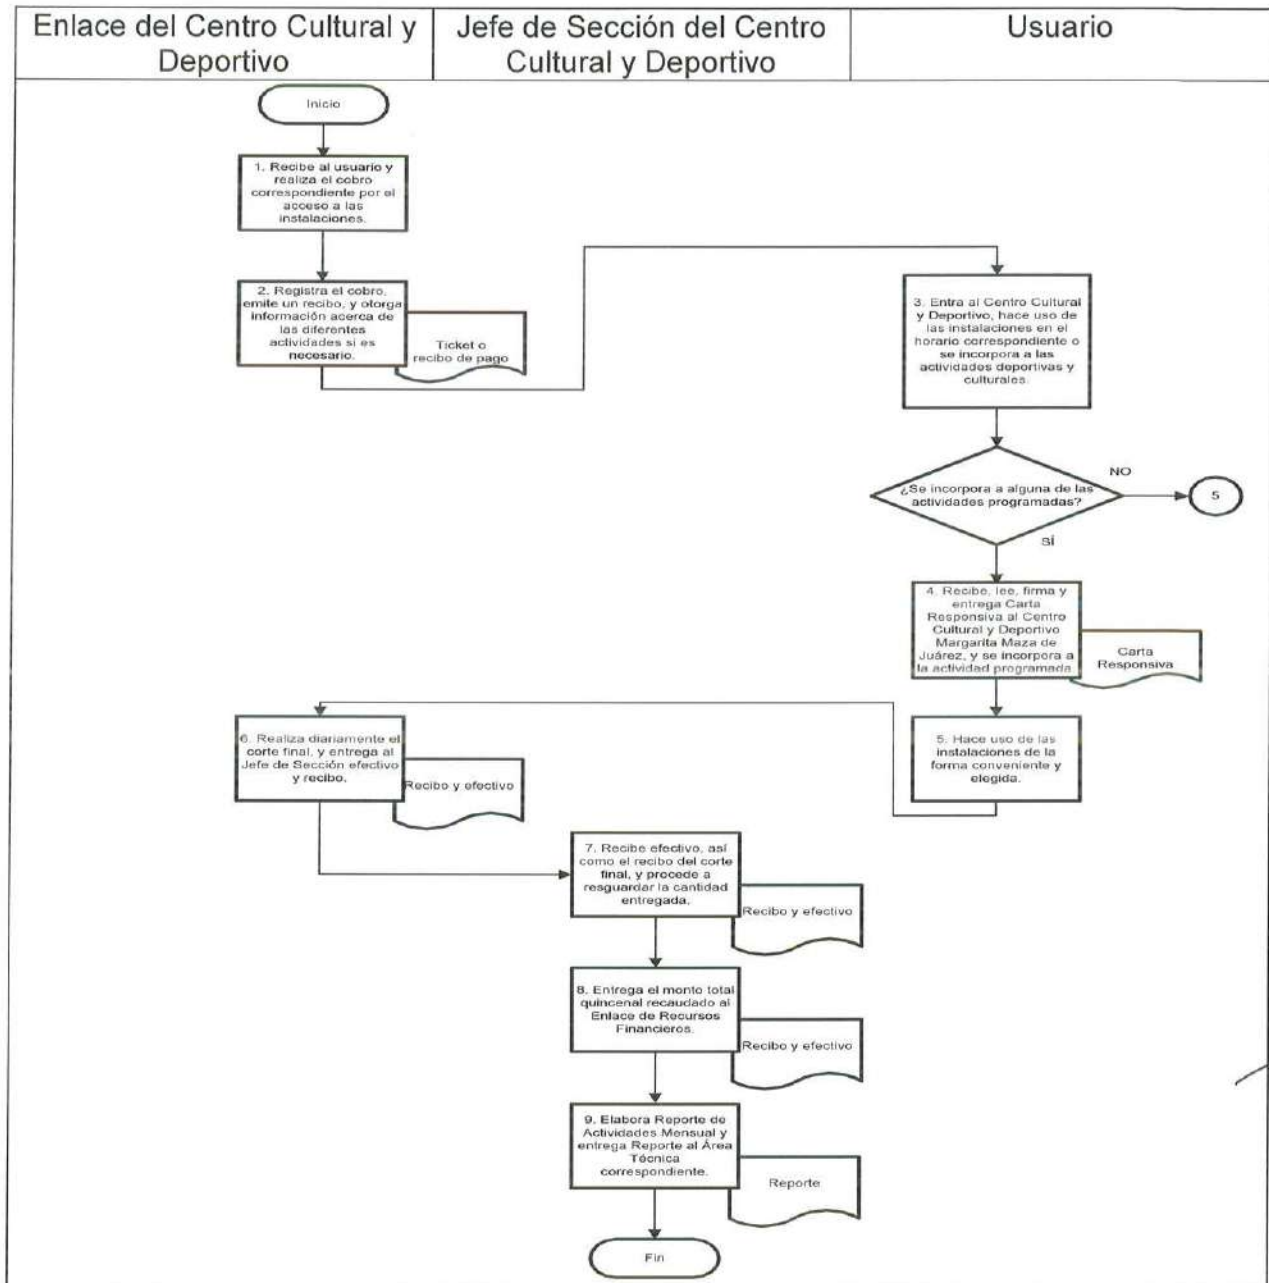 Enlace del Centro Cultural y
Deportivo
Jefe de Sección del Centro
Cultural y Deportivo
Usuario
Inicio
1. Recibe al usuario y
realiza el cobro
correspondiente por el
acceso a las
instalaciones.
2. Registra el cobro,
emite un recibo, y otorga
información acerca de
las diferentes
actividades si es
necesario.
Ticket o
recibo de pago
3. Entra al Centro Cultural
y Deportivo, hace uso de
las instalaciones en el
horario correspondiente o
se incorpora a las
actividades deportivas y
culturales.
¿Se incorpora a alguna de las
actividades programadas?
NO
5
SÍ
4. Recibe, lee, firma y
entrega Carta
Responsiva al Centro
Cultural y Deportivo
Margarita Maza de
Juárez, y se incorpora a
la actividad programada
Carta
Responsiva
5. Hace uso de las
instalaciones de la
forma conveniente y
elegida.
6. Realiza diariamente el
corte final, y entrega al
Jefe de Sección efectivo
y recibo.
Recibo y efectivo
7. Recibe efectivo, así
como el recibo del corte
final, y procede a
resguardar la cantidad
entregada.
Recibo y efectivo
8. Entrega el monto total
quincenal recaudado al
Enlace de Recursos
Financieros.
Recibo y efectivo
9. Elabora Reporte de
Actividades Mensual y
entrega Reporte al Área
Técnica
correspondiente.
Reporte
Fin